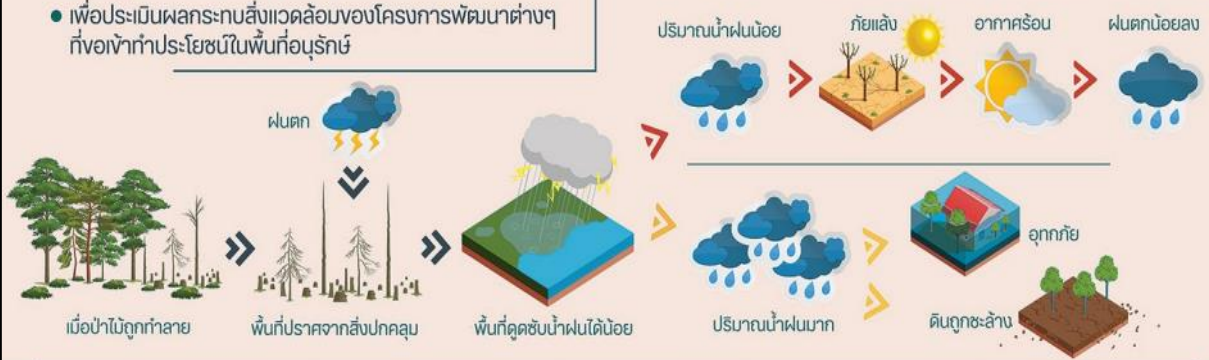 • เพื่อประเมินผลกระทบสิ่งแวดล้อมของโครงการพัฒนาต่างๆ
ที่ขอเข้าทำประโยชน์ในพื้นที่อนุรักษ์
ปริมาณน้ำฝนน้อย
ภัยแล้ง
อากาศร้อน
ฝนตกน้อยลง
ฝนตก
เมื่อป่าไม้ถูกทำลาย
พื้นที่ปราศจากสิ่งปกคลุม
พื้นที่ดูดซับน้ำฝนได้น้อย
ปริมาณน้ำฝนมาก
อุทกภัย
ดินถูกชะล้าง